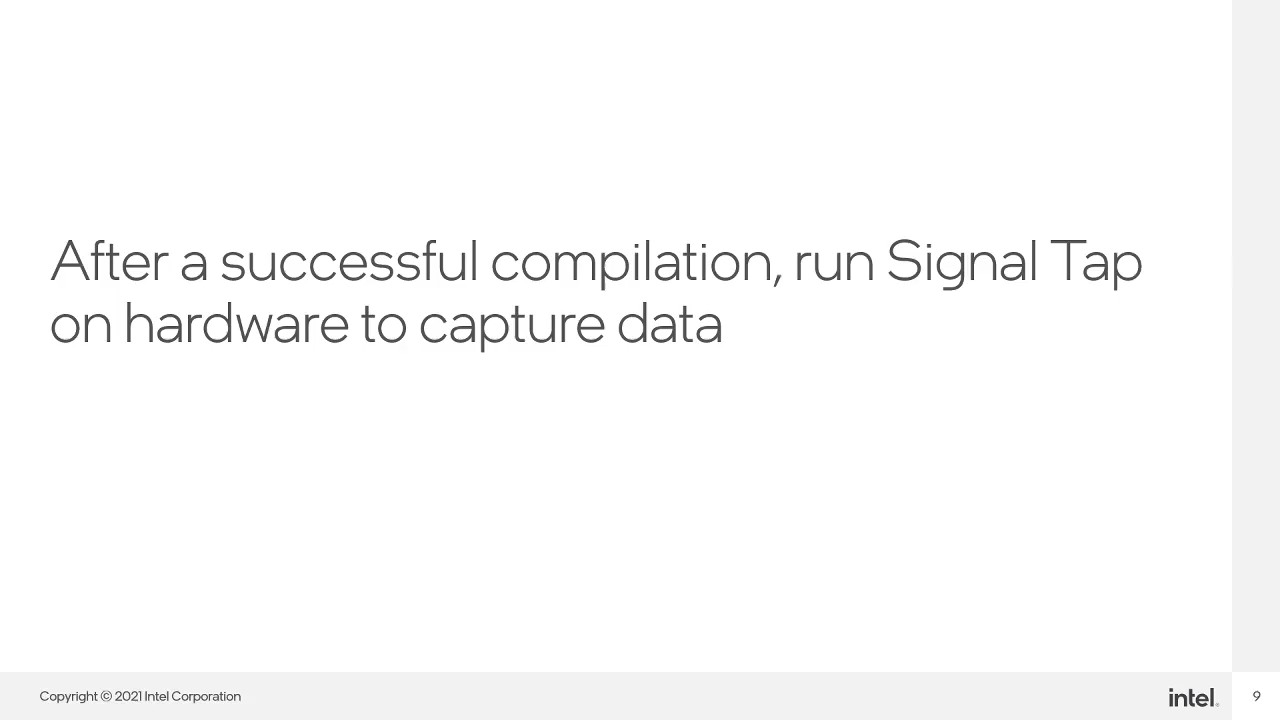 After a successful compilation, run Signal Tap
on hardware to capture data
Copyright © 2021 Intel Corporation
intel.
9